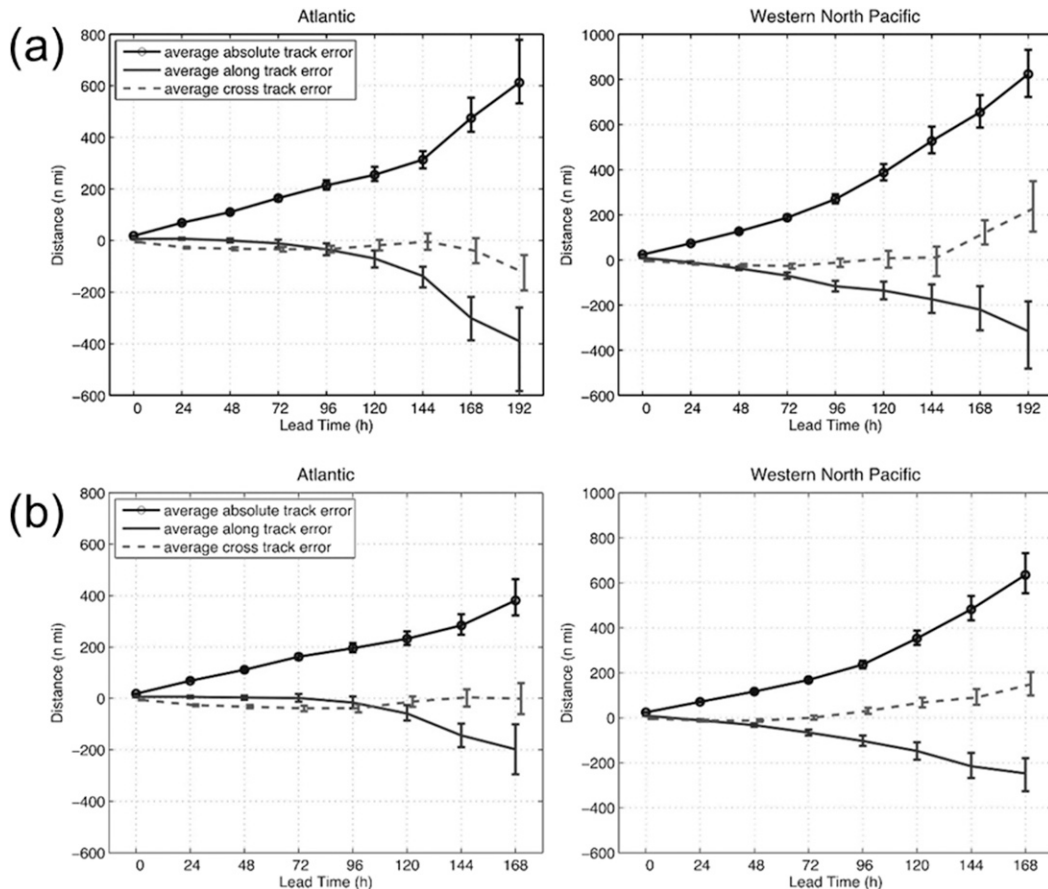 (a)
Atlantic
Distance (n mi)
800
600
400
200
0
−200
−400
−600
average absolute track error
average along track error
average cross track error
0 24 48 72 96 120 144 168 192
Lead Time (h)
Western North Pacific
Distance (n mi)
1000
800
600
400
200
0
−200
−400
−600
0 24 48 72 96 120 144 168 192
Lead Time (h)
(b)
Atlantic
Distance (n mi)
800
600
400
200
0
−200
−400
−600
average absolute track error
average along track error
average cross track error
0 24 48 72 96 120 144 168
Lead Time (h)
Western North Pacific
Distance (n mi)
1000
800
600
400
200
0
−200
−400
−600
0 24 48 72 96 120 144 168
Lead Time (h)